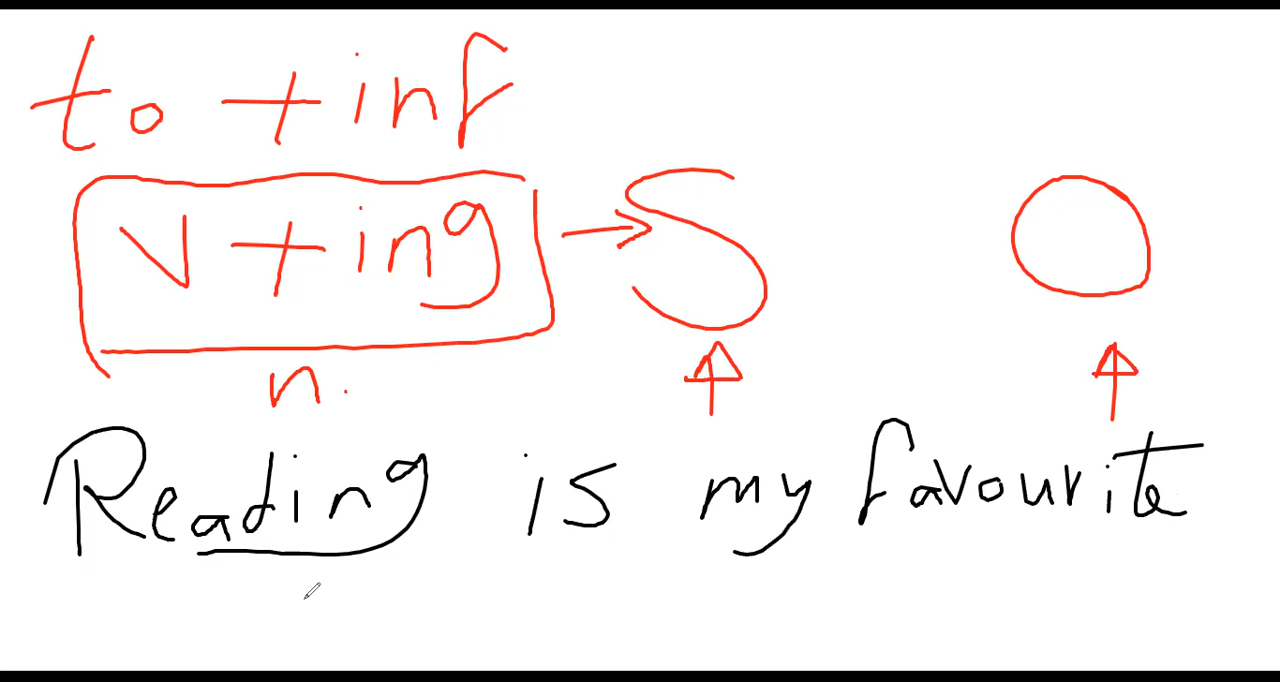 to + inf
V + ing → S O
n.
Reading is my favourite